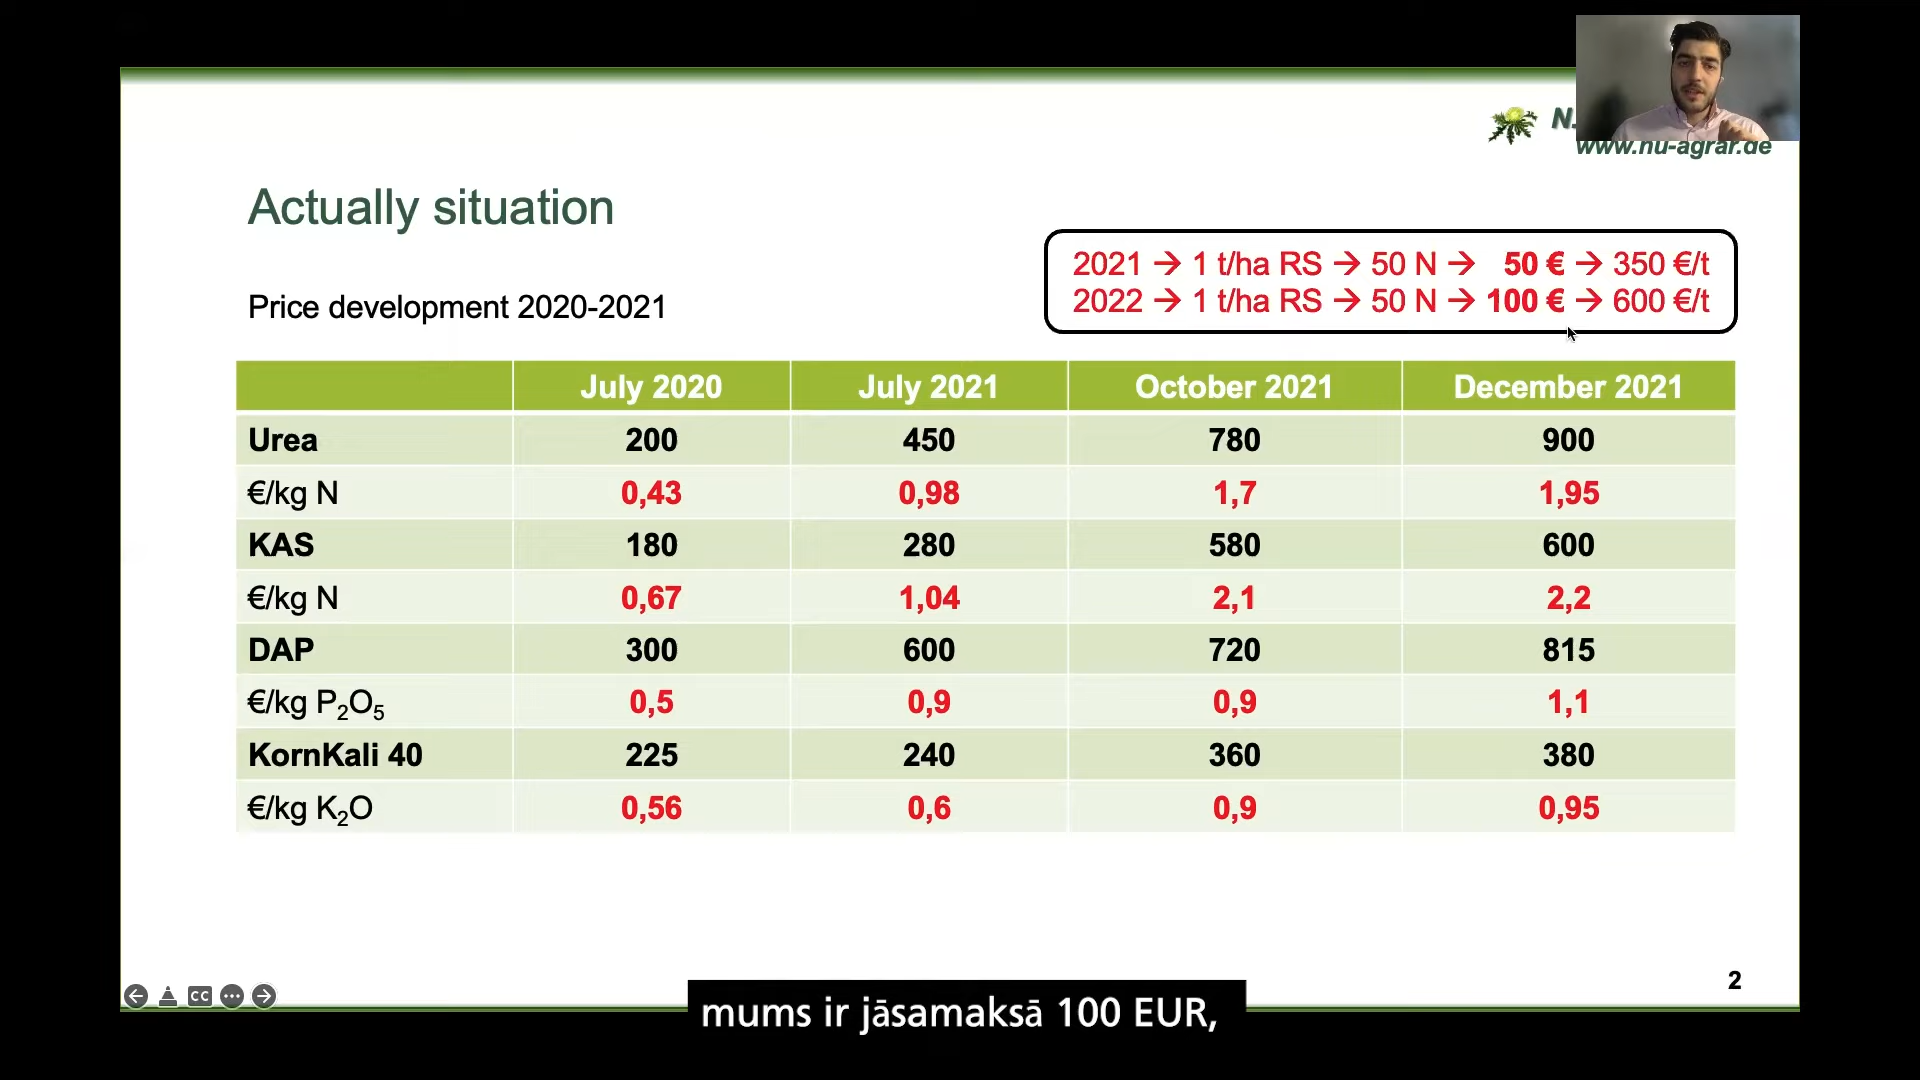 N.
www.nu-agrar.de
Actually situation
2021 → 1 t/ha RS → 50 N → 50 € → 350 €/t
2022 → 1 t/ha RS → 50 N → 100 € → 600 €/t
Price development 2020-2021
July 2020 July 2021 October 2021 December 2021
Urea 200 450 780 900
€/kg N 0,43 0,98 1,7 1,95
KAS 180 280 580 600
€/kg N 0,67 1,04 2,1 2,2
DAP 300 600 720 815
€/kg P₂O₅ 0,5 0,9 0,9 1,1
KornKali 40 225 240 360 380
€/kg K₂O 0,56 0,6 0,9 0,95
2
CC
mums ir jāsamaksā 100 EUR,